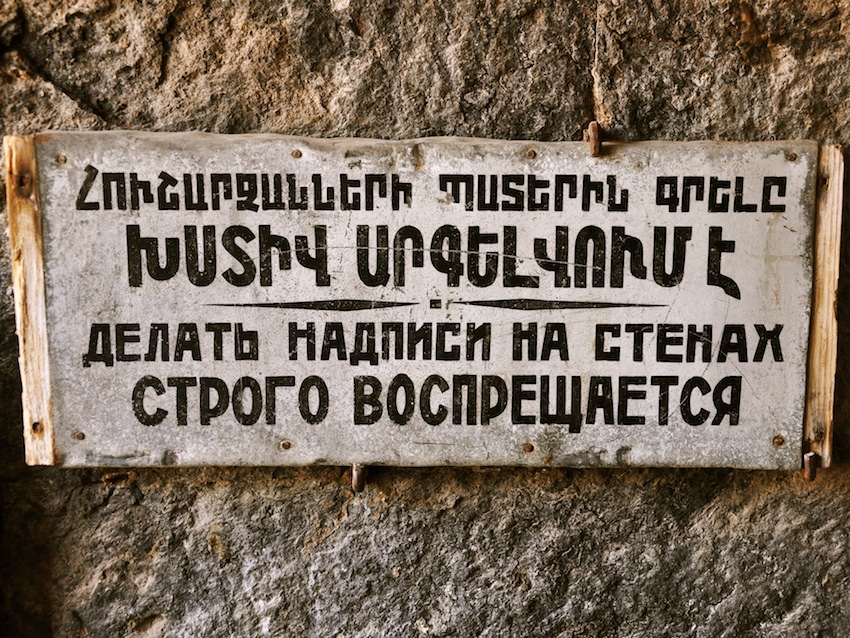 ՀՈՒՇԱՐՁԱՆՆԵՐԻ ՊԱՏԵՐԻՆ ԳՐԵԼԸ
ԽՍՏԻՎ ԱՐԳԵԼՎՈՒՄ Է
ДЕЛАТЬ НАДПИСИ НА СТЕНАХ
СТРОГО ВОСПРЕЩАЕТСЯ